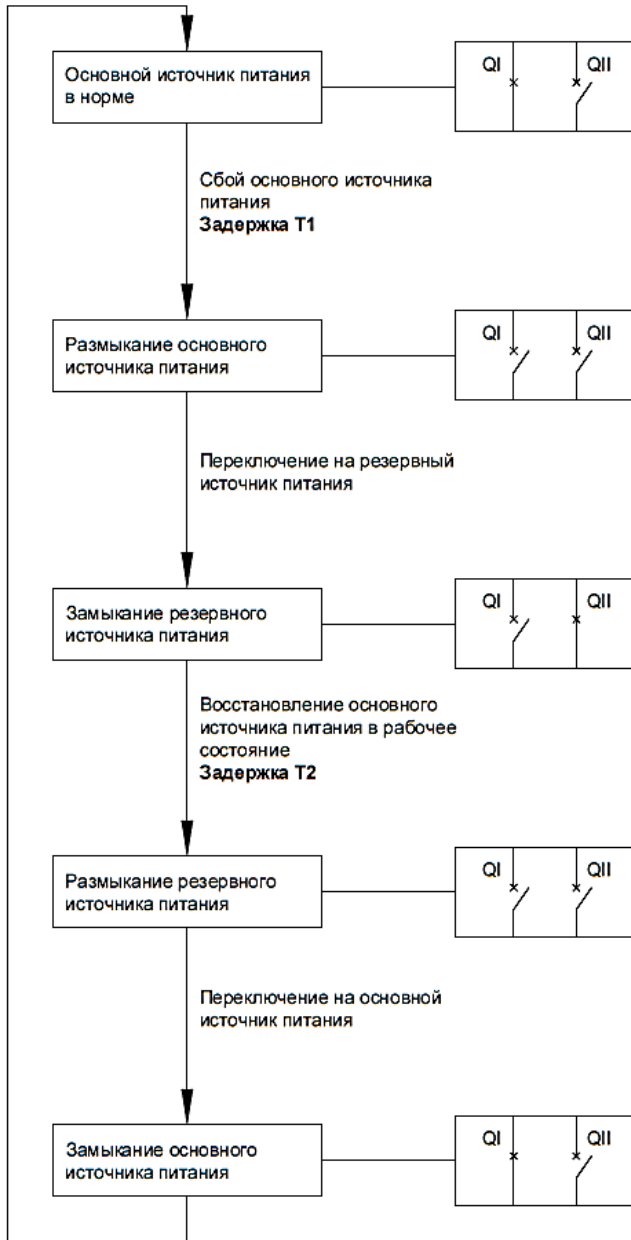 Основной источник питания
в норме
QI
QII
Сбой основного источника
питания
Задержка T1
Размыкание основного
источника питания
QI
QII
Переключение на резервный
источник питания
Замыкание резервного
источника питания
QI
QII
Восстановление основного
источника питания в рабочее
состояние
Задержка T2
Размыкание резервного
источника питания
QI
QII
Переключение на основной
источник питания
Замыкание основного
источника питания
QI
QII